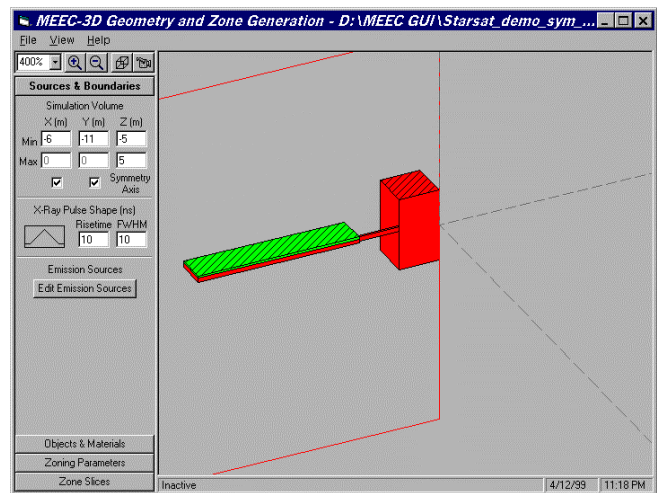 MEEC-3D Geometry and Zone Generation - D:\MEEC GUI\Starsat_demo_sym_...
File View Help
400%
Sources & Boundaries
Simulation Volume
X (m) Y (m) Z (m)
Min -6 -11 -5
Max 0 0 5
Symmetry
Axis
X-Ray Pulse Shape (ns)
Risetime FWHM
10 10
Emission Sources
Edit Emission Sources
Objects & Materials
Zoning Parameters
Zone Slices
Inactive 4/12/99 11:18 PM